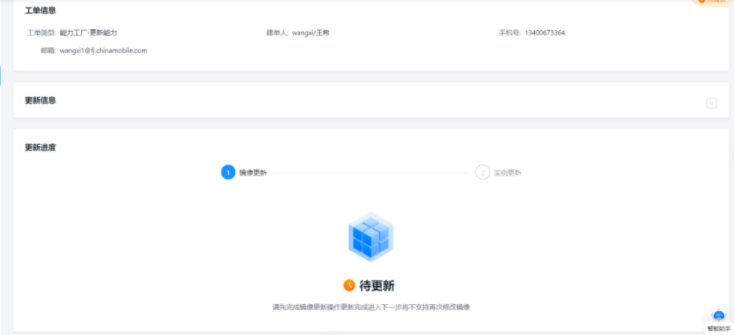 工单信息
工单类型: 能力工厂-更新能力
建单人: wangxi/王希
手机号: 13400673364
邮箱: wangxi1@fj.chinamobile.com
更新信息
更新进度
1 镜像更新
2 实例更新
待更新
请先完成镜像更新操作更新完成进入下一步将不支持再次修改镜像
智能助手